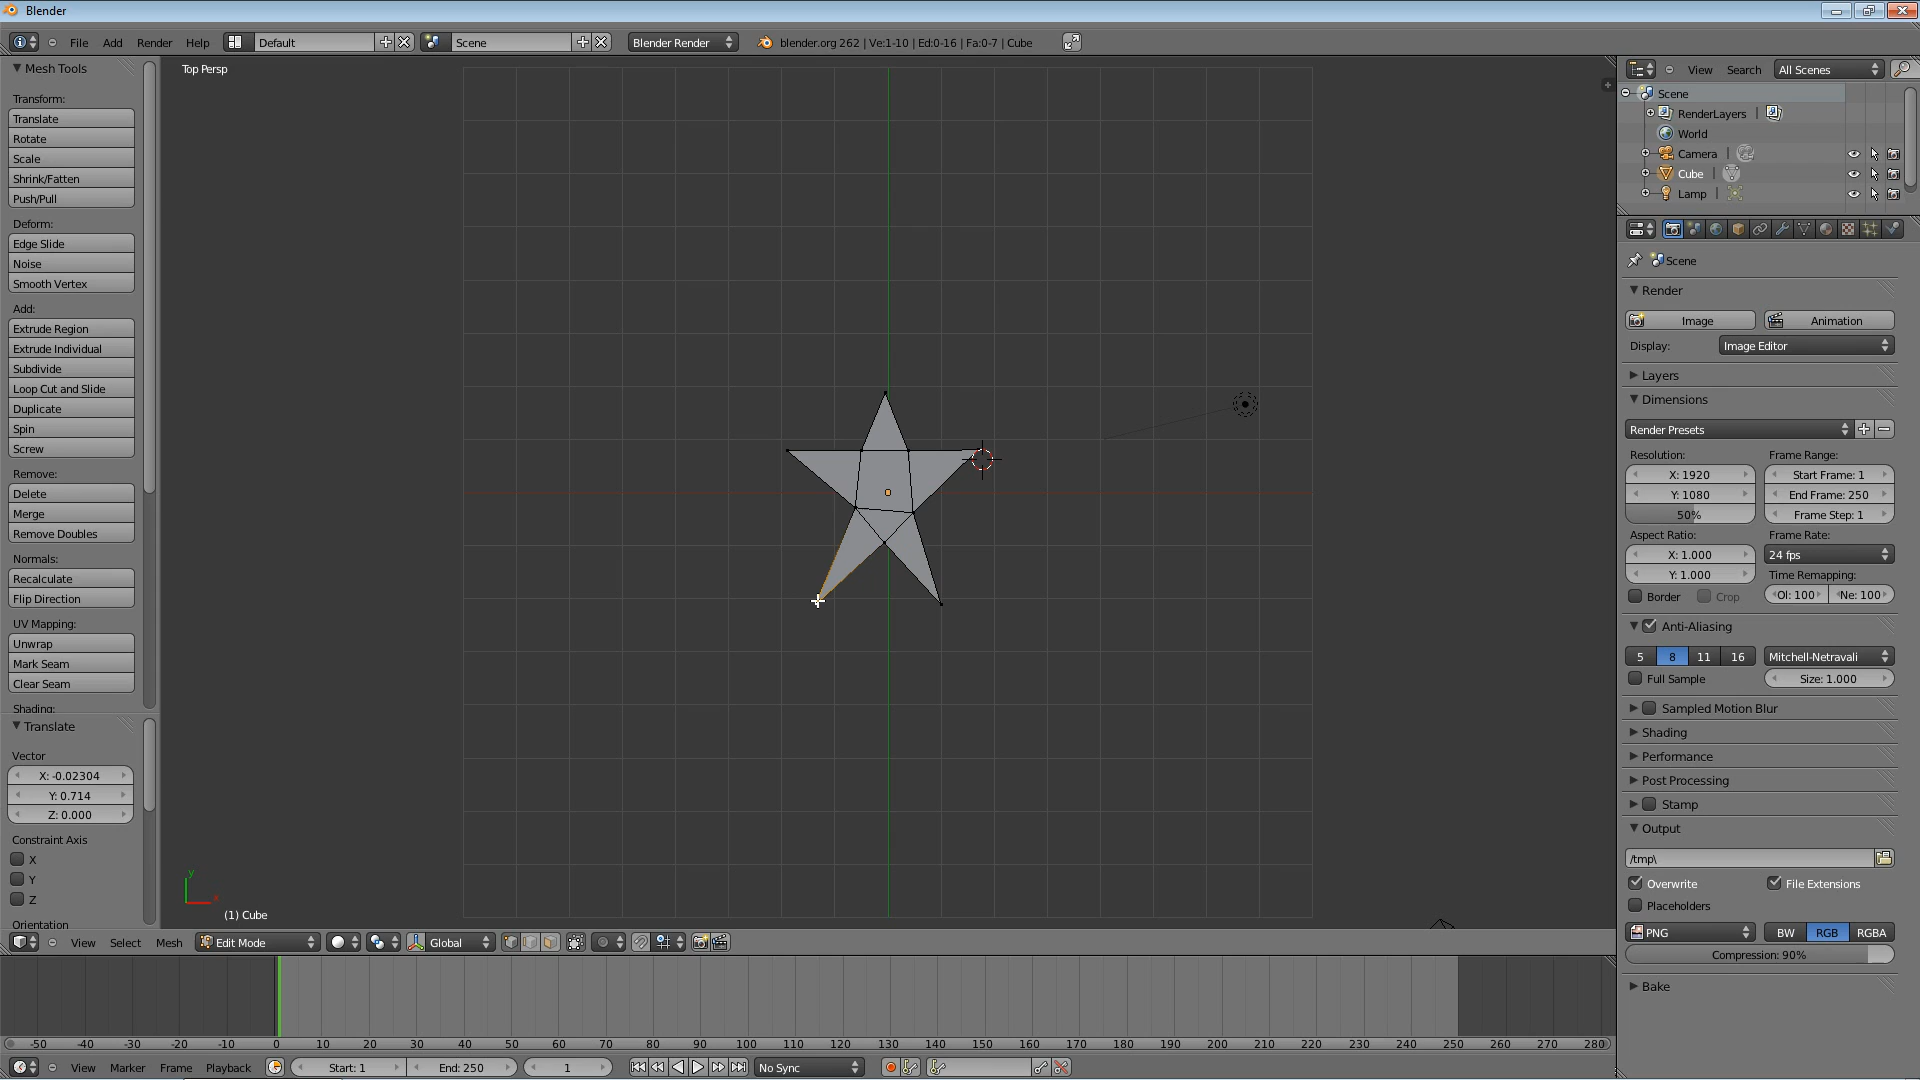 Blender
File Add Render Help Default Scene Blender Render blender.org 262 | Ve:1-10 | Ed:0-16 | Fa:0-7 | Cube
Mesh Tools
Transform:
Translate
Rotate
Scale
Shrink/Fatten
Push/Pull
Deform:
Edge Slide
Noise
Smooth Vertex
Add:
Extrude Region
Extrude Individual
Subdivide
Loop Cut and Slide
Duplicate
Spin
Screw
Remove:
Delete
Merge
Remove Doubles
Normals:
Recalculate
Flip Direction
UV Mapping:
Unwrap
Mark Seam
Clear Seam
Shading:
Translate
Vector
X: -0.02304
Y: 0.714
Z: 0.000
Constraint Axis
X
Y
Z
Orientation
Top Persp
y
x
(1) Cube
View Select Mesh Edit Mode Global
-50 -40 -30 -20 -10 0 10 20 30 40 50 60 70 80 90 100 110 120 130 140 150 160 170 180 190 200 210 220 230 240 250 260 270 280
View Marker Frame Playback Start: 1 End: 250 1 No Sync
View Search All Scenes
Scene
RenderLayers |
World
Camera |
Cube |
Lamp |
Scene
Render
Image Animation
Display: Image Editor
Layers
Dimensions
Render Presets
Resolution: Frame Range:
X: 1920 Start Frame: 1
Y: 1080 End Frame: 250
50% Frame Step: 1
Aspect Ratio: Frame Rate:
X: 1.000 24 fps
Y: 1.000 Time Remapping:
Border Crop Ol: 100 Ne: 100
Anti-Aliasing
5 8 11 16 Mitchell-Netravali
Full Sample Size: 1.000
Sampled Motion Blur
Shading
Performance
Post Processing
Stamp
Output
/tmp\
Overwrite File Extensions
Placeholders
PNG BW RGB RGBA
Compression: 90%
Bake